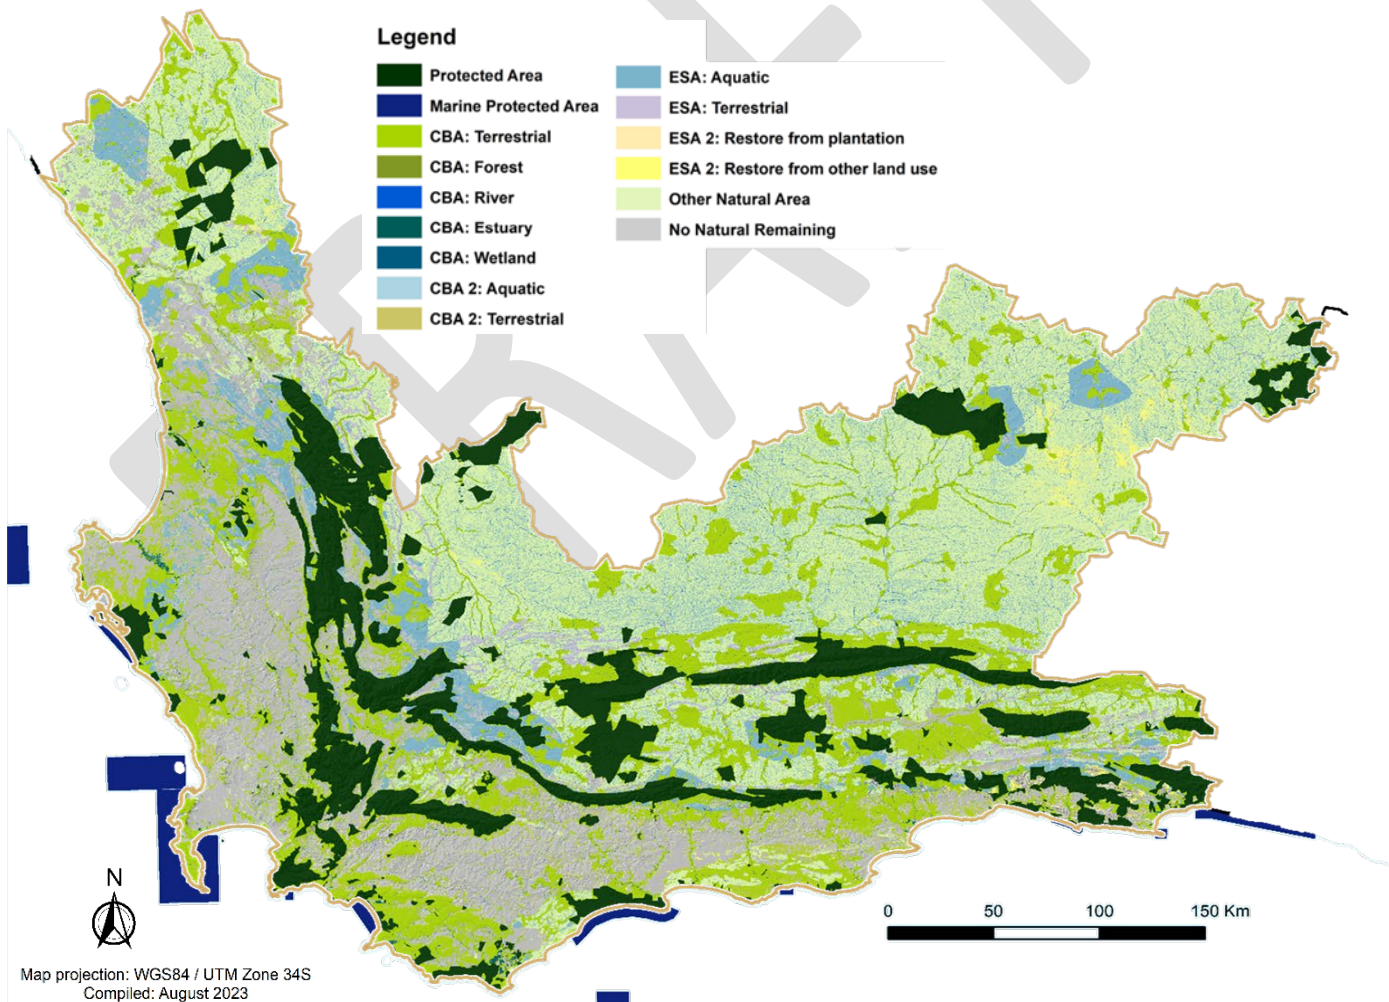 Legend
Protected Area
Marine Protected Area
CBA: Terrestrial
CBA: Forest
CBA: River
CBA: Estuary
CBA: Wetland
CBA 2: Aquatic
CBA 2: Terrestrial
ESA: Aquatic
ESA: Terrestrial
ESA 2: Restore from plantation
ESA 2: Restore from other land use
Other Natural Area
No Natural Remaining
N
0 50 100 150 Km
Map projection: WGS84 / UTM Zone 34S
Compiled: August 2023